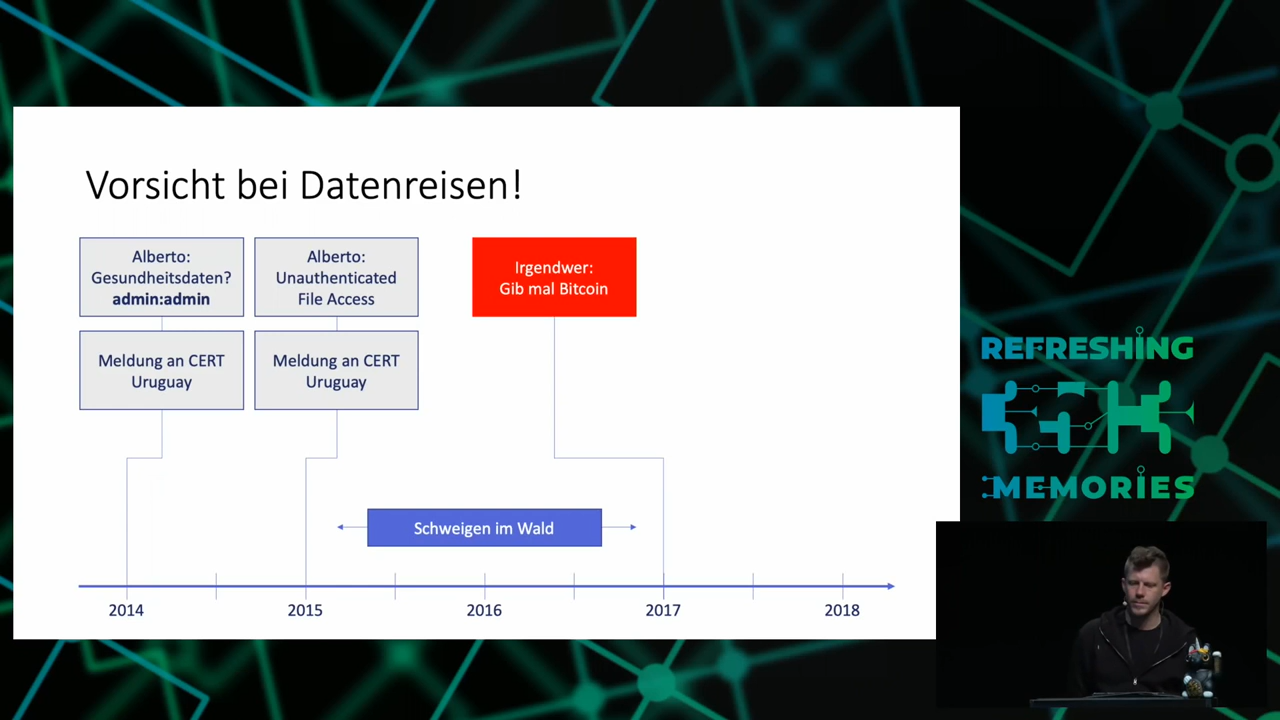 Vorsicht bei Datenreisen!
Alberto:
Gesundheitsdaten?
admin:admin
Alberto:
Unauthenticated
File Access
Irgendwer:
Gib mal Bitcoin
Meldung an CERT
Uruguay
Meldung an CERT
Uruguay
Schweigen im Wald
2014
2015
2016
2017
2018
REFRESHING
MEMORIES